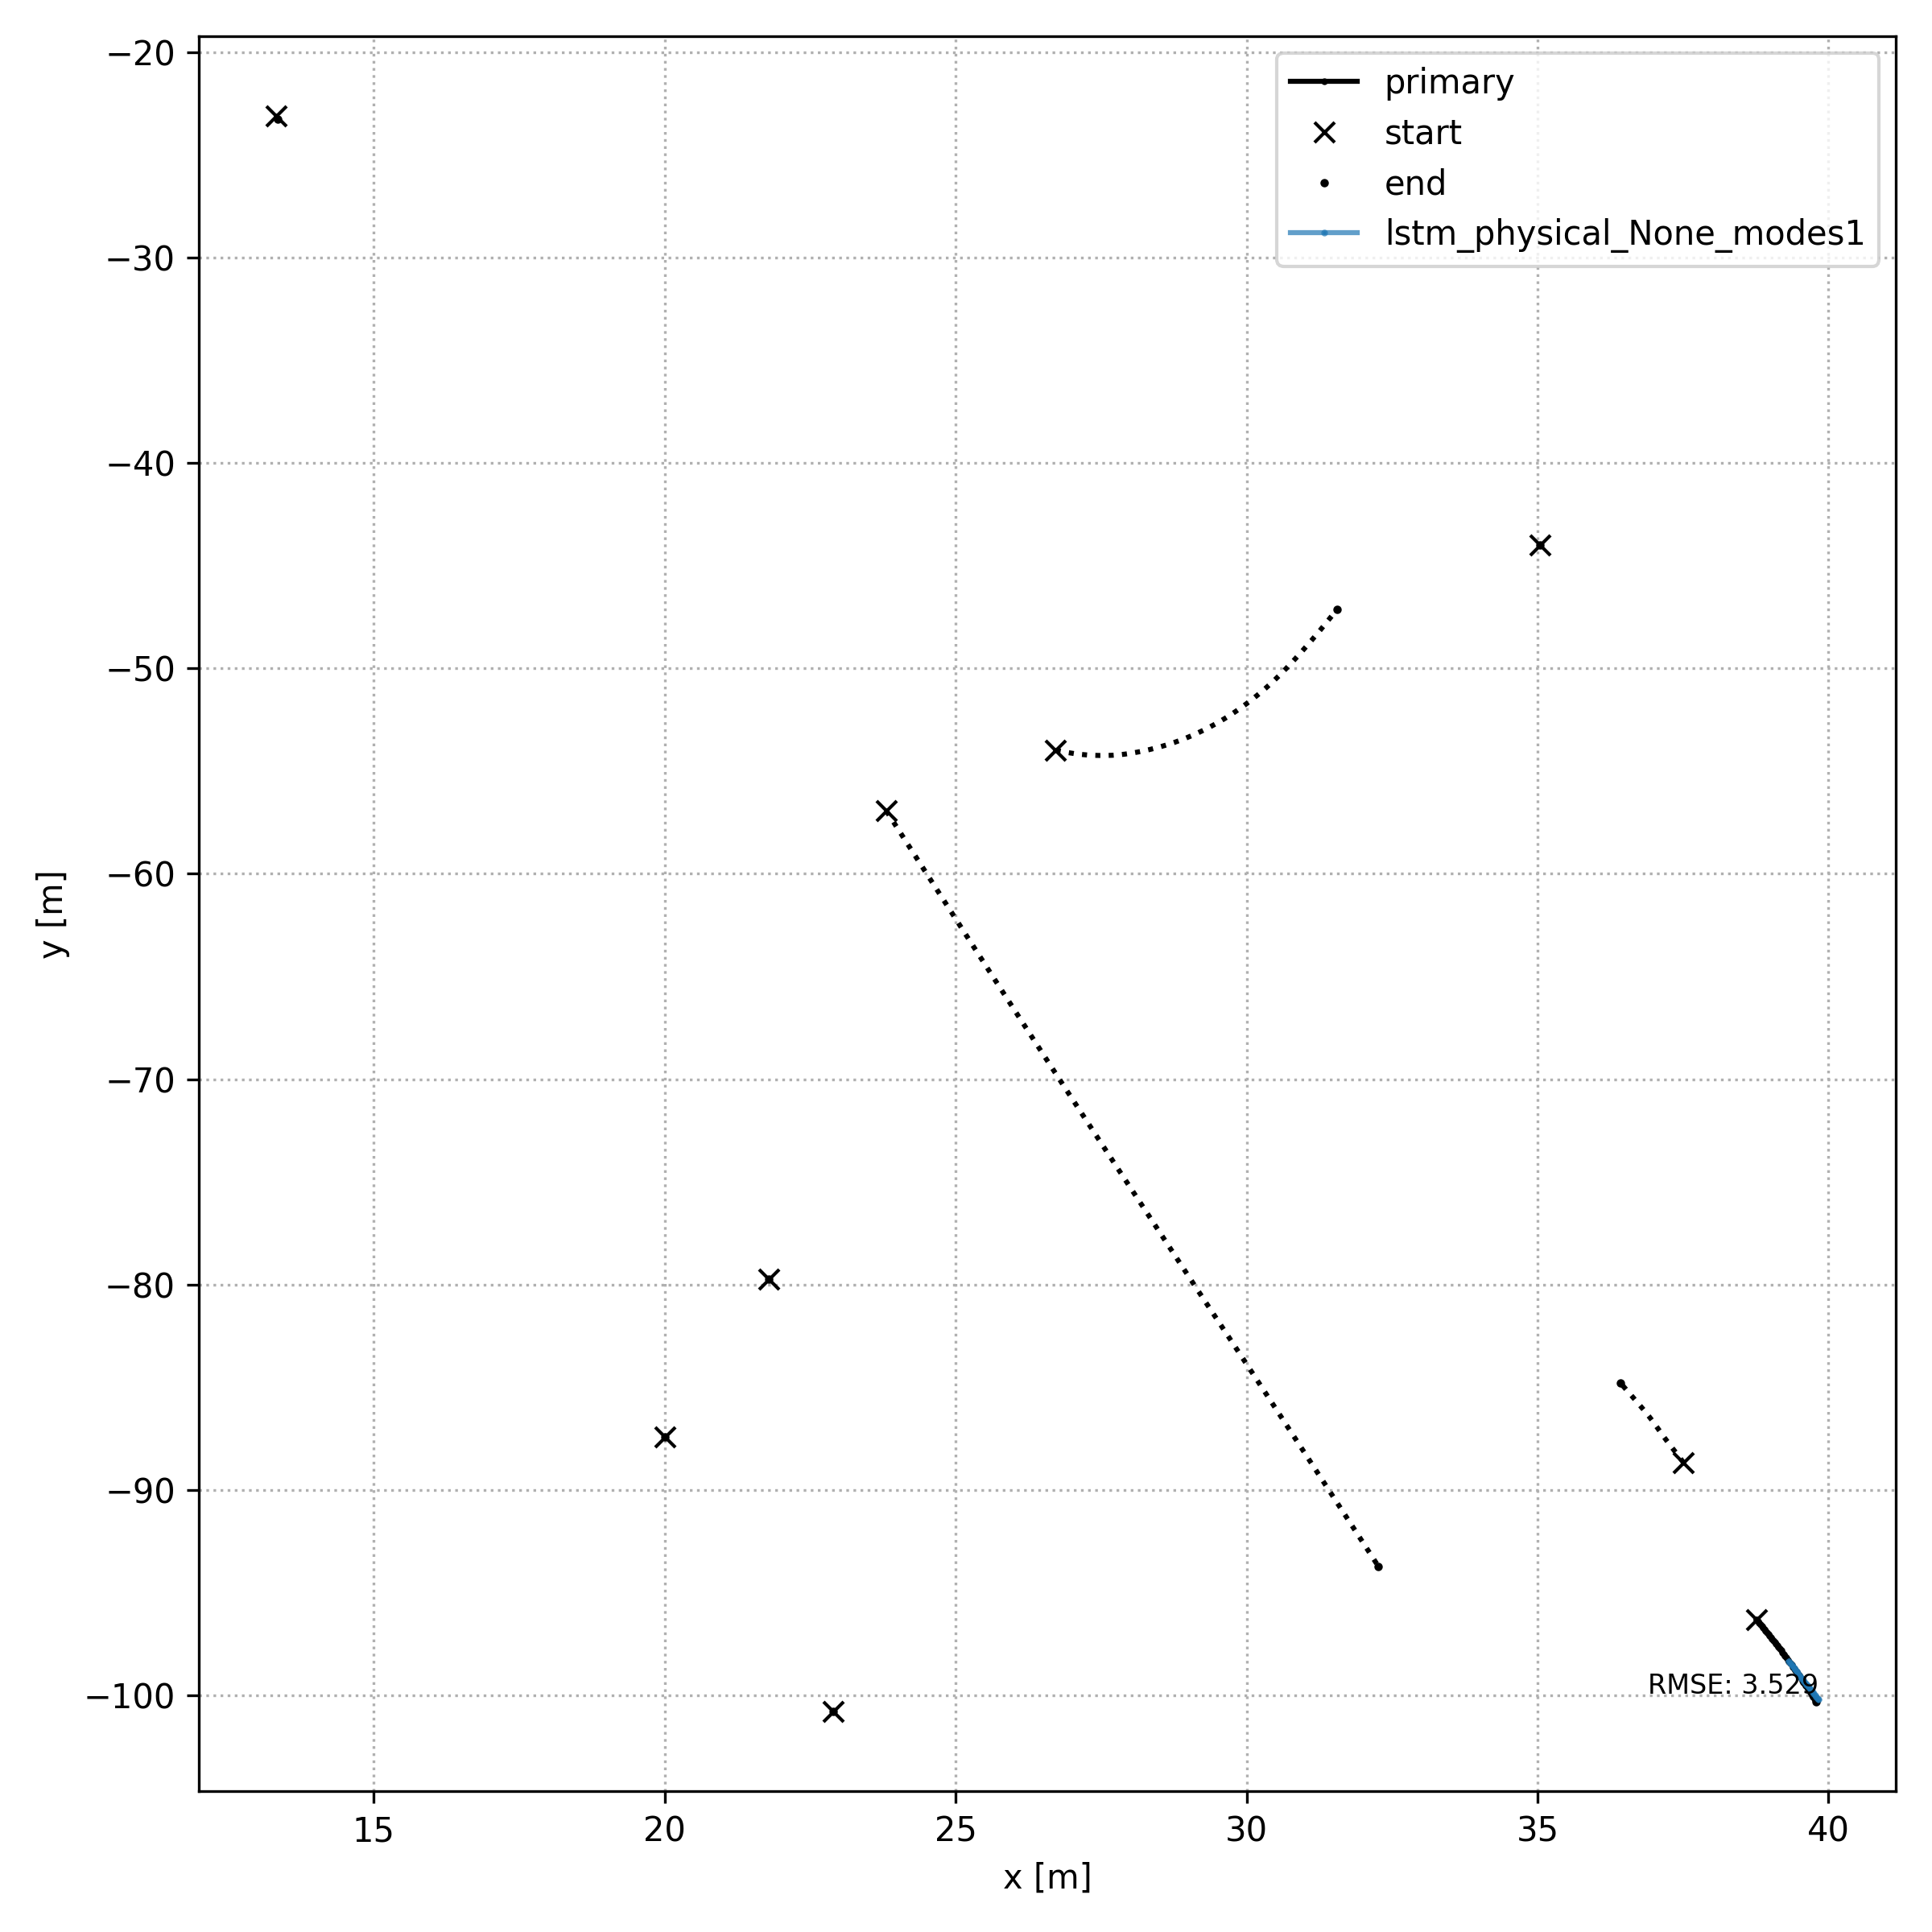 primary
start
end
lstm_physical_None_modes1
−20
−30
−40
−50
−60
−70
−80
−90
−100
y [m]
RMSE: 3.529
15 20 25 30 35 40
x [m]